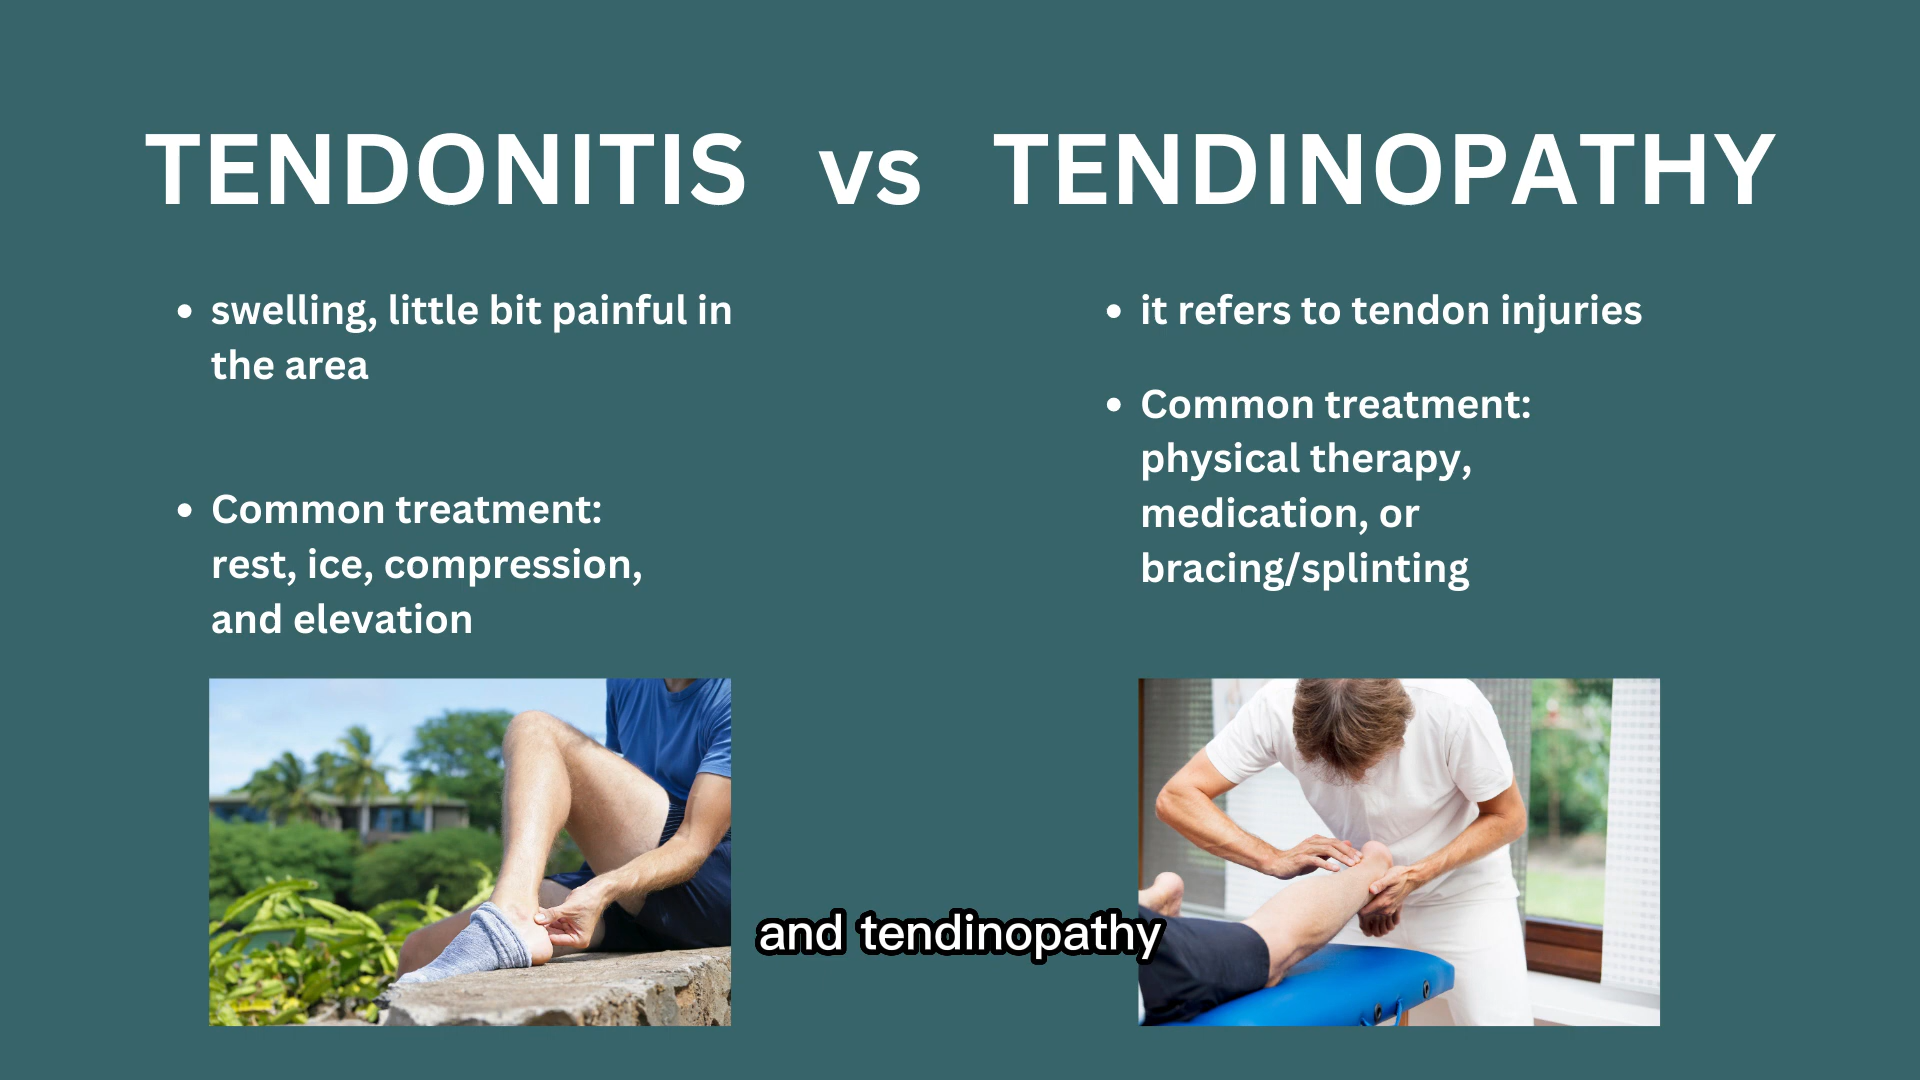 TENDONITIS vs TENDINOPATHY
• swelling, little bit painful in
the area
• Common treatment:
rest, ice, compression,
and elevation
• it refers to tendon injuries
• Common treatment:
physical therapy,
medication, or
bracing/splinting
and tendinopathy